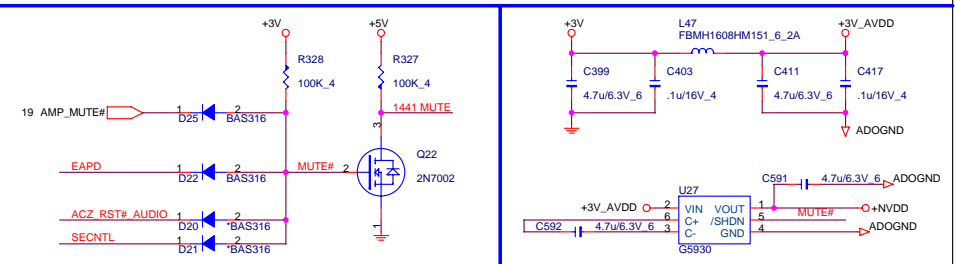 +3V
+5V
R328
100K_4
R327
100K_4
19 AMP_MUTE#
1
2
D25
BAS316
1441 MUTE
3
EAPD
1
2
D22
BAS316
MUTE#
2
Q22
2N7002
1
ACZ_RST#_AUDIO
1
2
D20
*BAS316
SECNTL
1
2
D21
*BAS316
+3V
L47
FBMH1608HM151_6_2A
+3V_AVDD
C399
4.7u/6.3V_6
C403
.1u/16V_4
C411
4.7u/6.3V_6
C417
.1u/16V_4
ADOGND
C591
4.7u/6.3V_6
ADOGND
U27
+3V_AVDD
2
VIN
VOUT
1
+NVDD
6
C+
/SHDN
5
MUTE#
C592
4.7u/6.3V_6
3
C-
GND
4
ADOGND
G5930